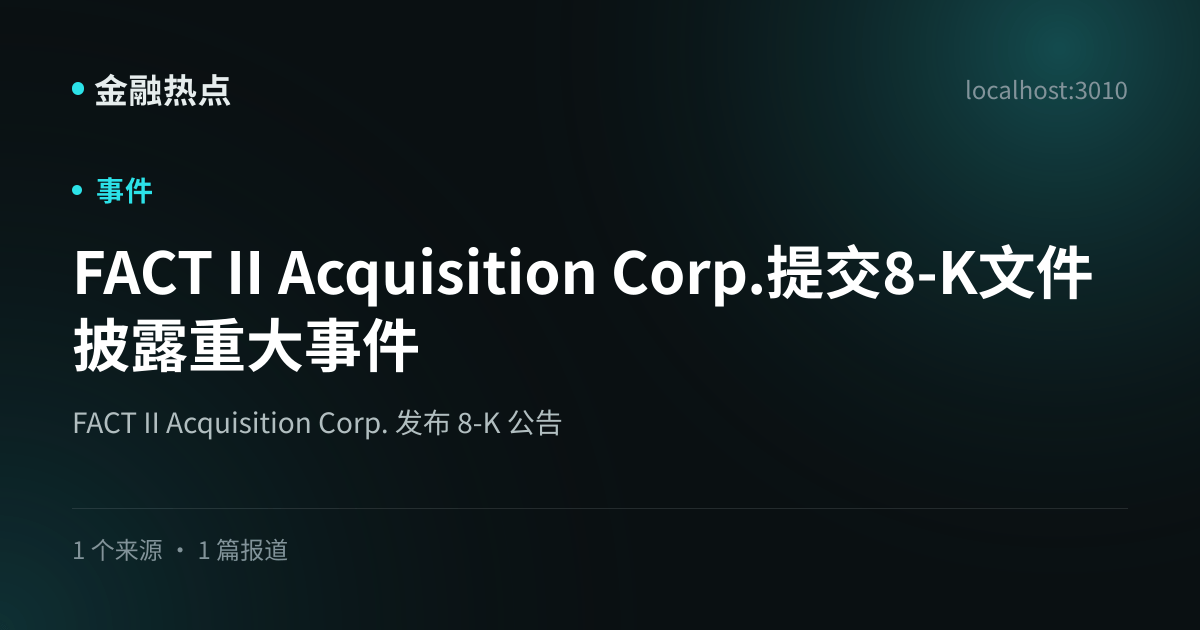 金融热点
localhost:3010
事件
FACT II Acquisition Corp.提交8-K文件
披露重大事件
FACT II Acquisition Corp. 发布 8-K 公告
1 个来源 · 1 篇报道